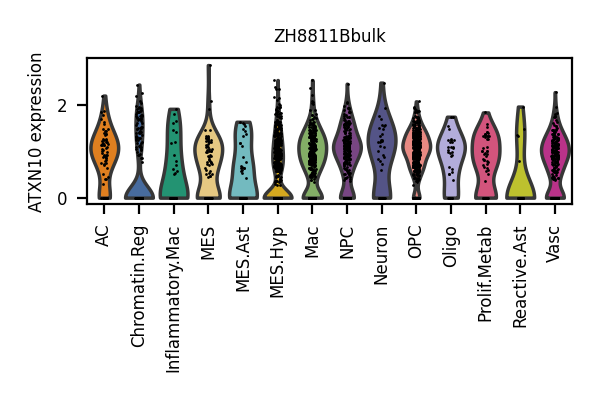 ZH8811Bbulk
ATXN10 expression
2
0
AC
Chromatin.Reg
Inflammatory.Mac
MES
MES.Ast
MES.Hyp
Mac
NPC
Neuron
OPC
Oligo
Prolif.Metab
Reactive.Ast
Vasc